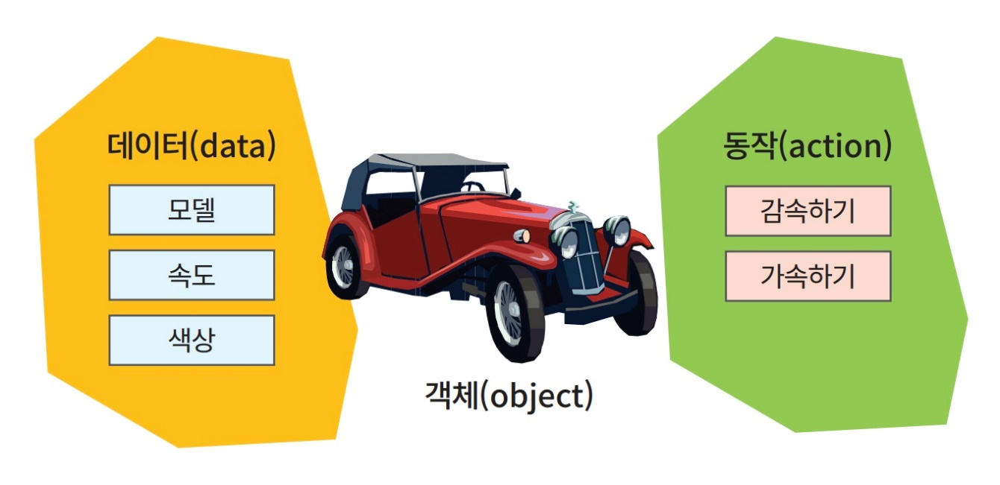 데이터(data)
모델
속도
색상
객체(object)
동작(action)
감속하기
가속하기